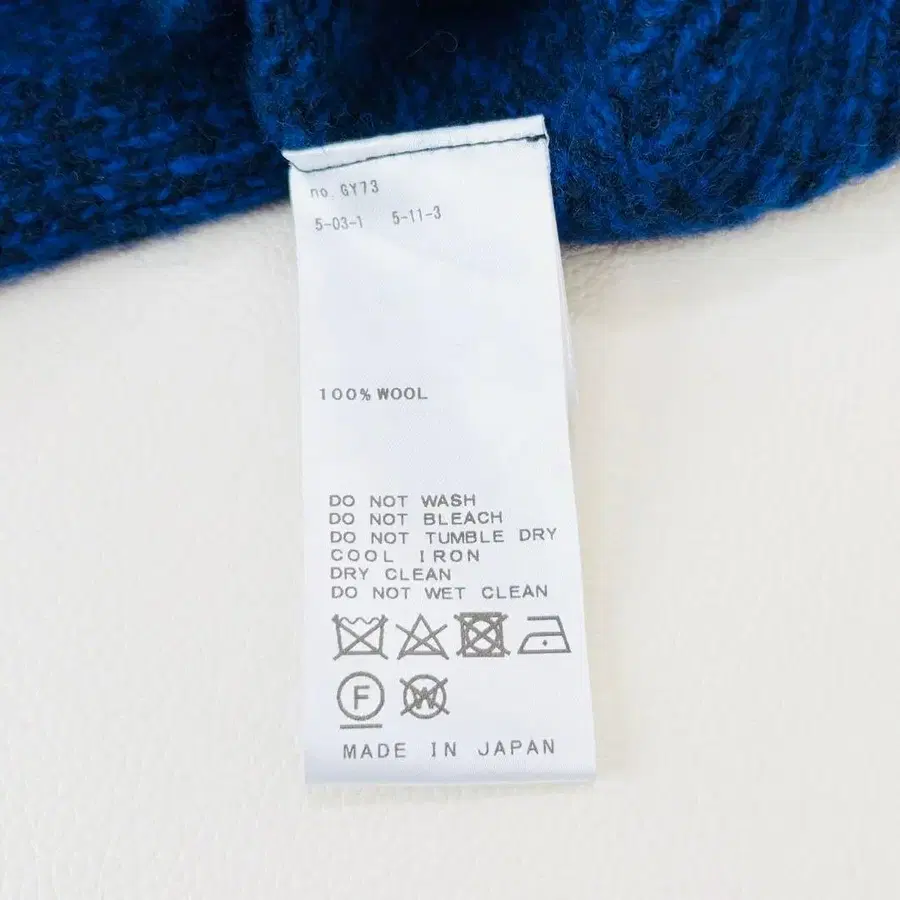 no. GY73
5-03-1 5-11-3
100% WOOL
DO NOT WASH
DO NOT BLEACH
DO NOT TUMBLE DRY
COOL IRON
DRY CLEAN
DO NOT WET CLEAN
F W
MADE IN JAPAN